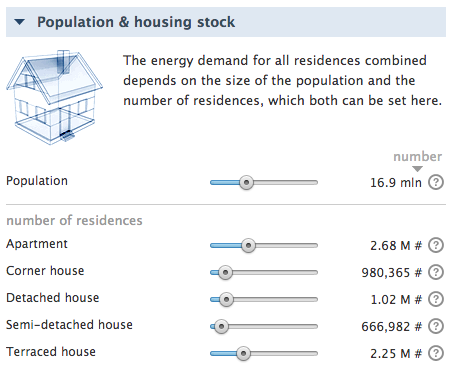 Population & housing stock
The energy demand for all residences combined
depends on the size of the population and the
number of residences, which both can be set here.
number
Population 16.9 mln ?
number of residences
Apartment 2.68 M # ?
Corner house 980,365 # ?
Detached house 1.02 M # ?
Semi-detached house 666,982 # ?
Terraced house 2.25 M # ?